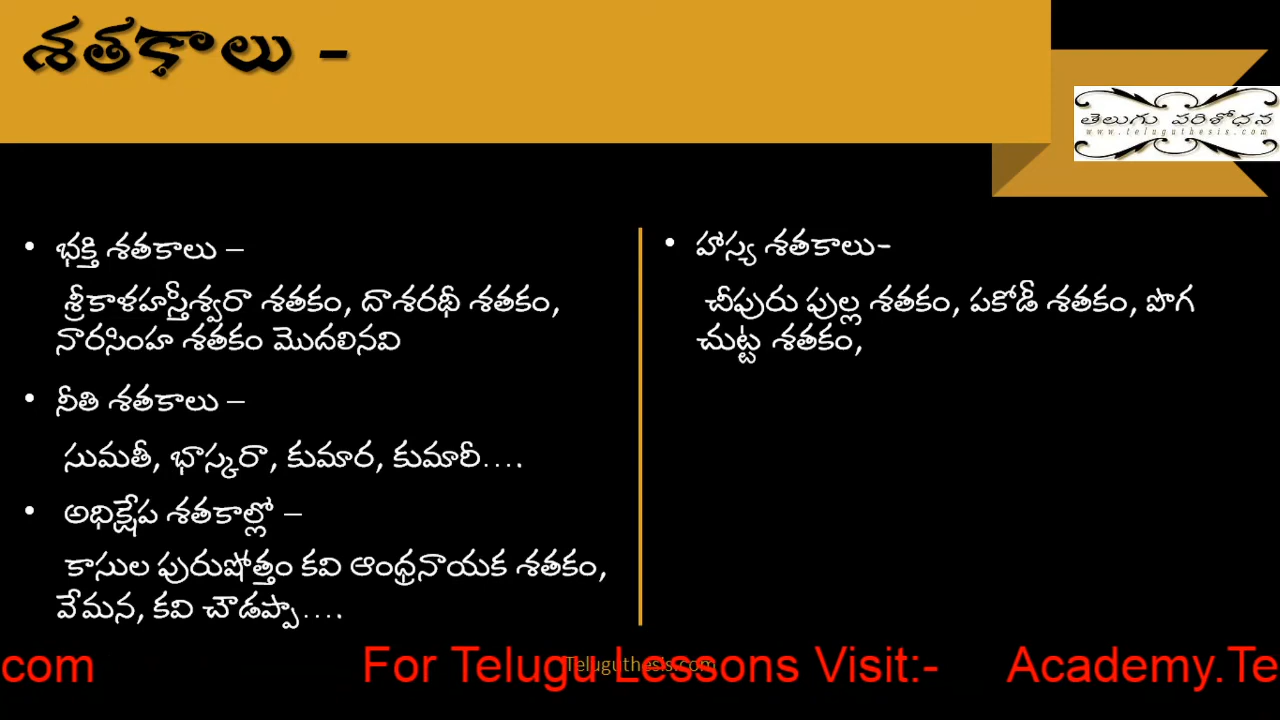 శతకాలు -
తెలుగు పరిశోధన
www.teluguthesis.com
• భక్తి శతకాలు –
శ్రీకాళహస్తీశ్వరా శతకం, దాశరథీ శతకం,
నారసింహ శతకం మొదలినవి
• నీతి శతకాలు –
సుమతీ, భాస్కరా, కుమార, కుమారీ....
• అధిక్షేప శతకాల్లో –
కాసుల పురుషోత్తం కవి ఆంధ్రనాయక శతకం,
వేమన, కవి చౌడప్పా....
• హాస్య శతకాలు-
చీపురు పుల్ల శతకం, పకోడీ శతకం, పొగ
చుట్ట శతకం,
Teluguthesis.com
com For Telugu Lessons Visit:- Academy.Te